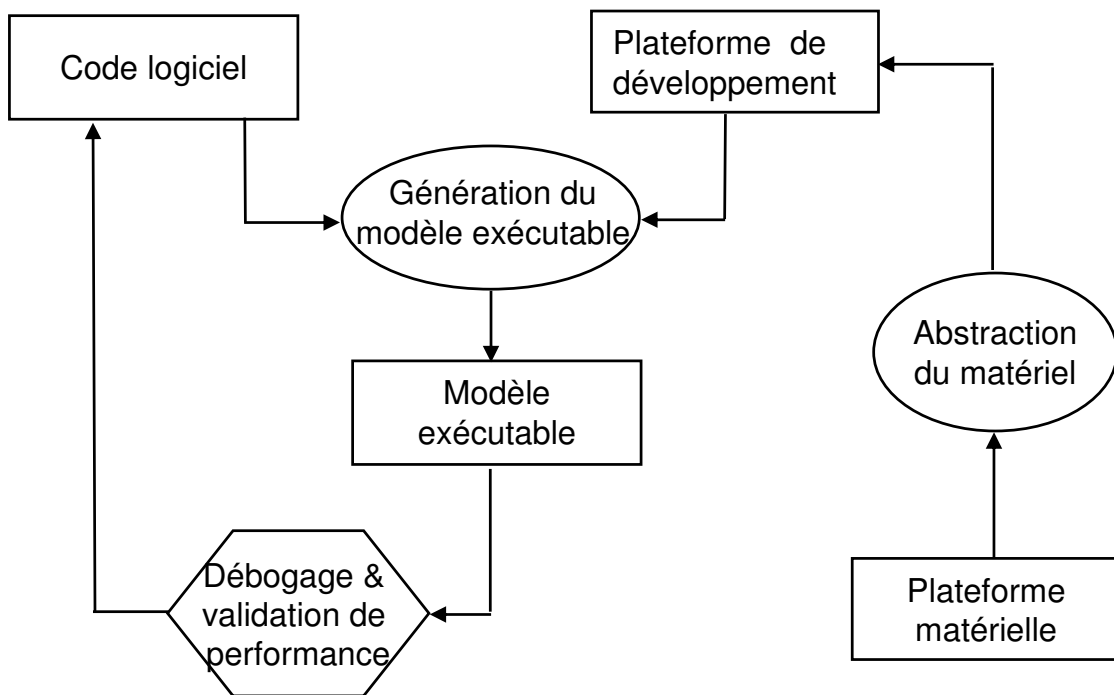 Code logiciel
Plateforme de
développement
Génération du
modèle exécutable
Abstraction
du matériel
Modèle
exécutable
Débogage &
validation de
performance
Plateforme
matérielle